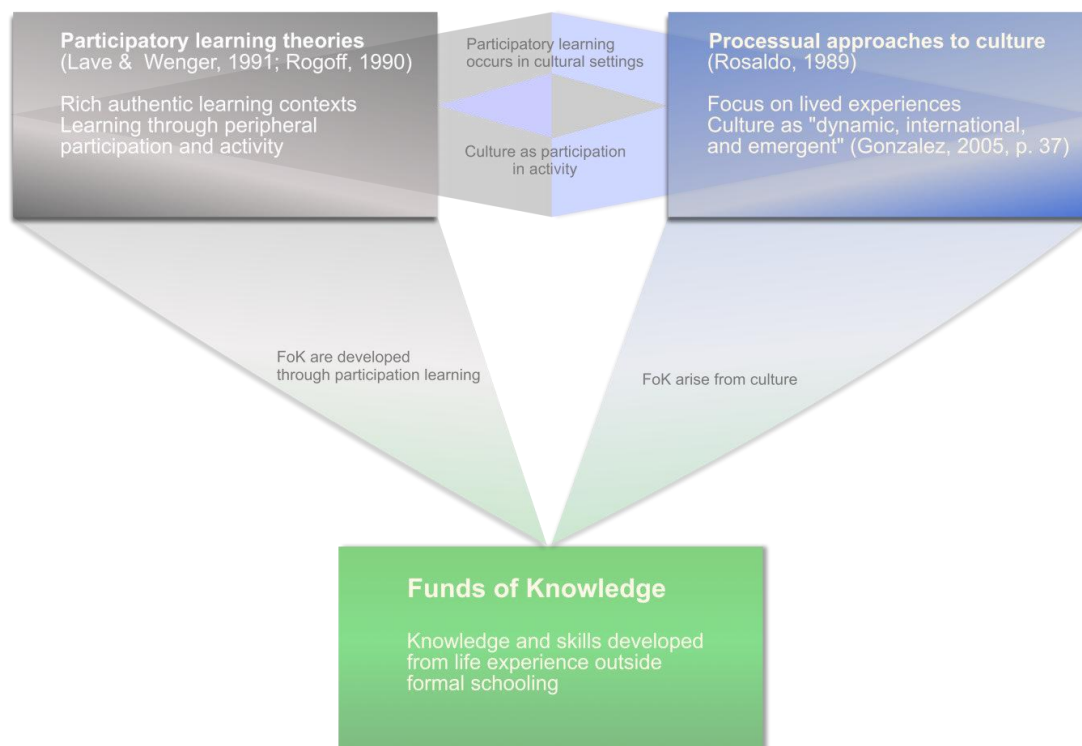 Participatory learning theories
(Lave & Wenger, 1991; Rogoff, 1990)
Rich authentic learning contexts
Learning through peripheral
participation and activity
Participatory learning
occurs in cultural settings
Culture as participation
in activity
Processual approaches to culture
(Rosaldo, 1989)
Focus on lived experiences
Culture as "dynamic, international,
and emergent" (Gonzalez, 2005, p. 37)
FoK are developed
through participation learning
FoK arise from culture
Funds of Knowledge
Knowledge and skills developed
from life experience outside
formal schooling